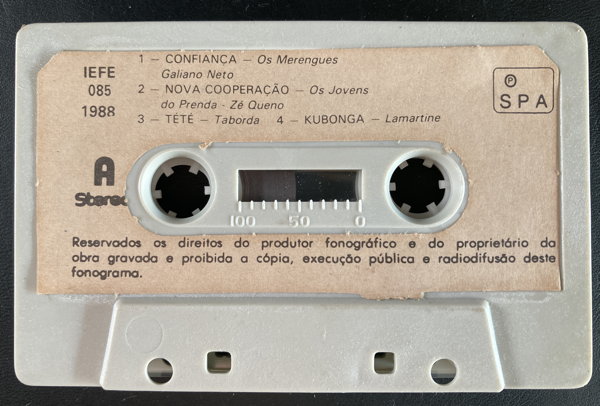 1 — CONFIANÇA — Os Merengues
Galiano Neto
IEFE
085
1988
2 — NOVA COOPERAÇÃO — Os Jovens
do Prenda - Zé Queno
3 — TÉTÉ — Taborda 4 — KUBONGA — Lamartine
℗
SPA
A
Stereo
100 50 0
Reservados os direitos do produtor fonográfico e do proprietário da
obra gravada e proibida a cópia, execução pública e radiodifusão deste
fonograma.